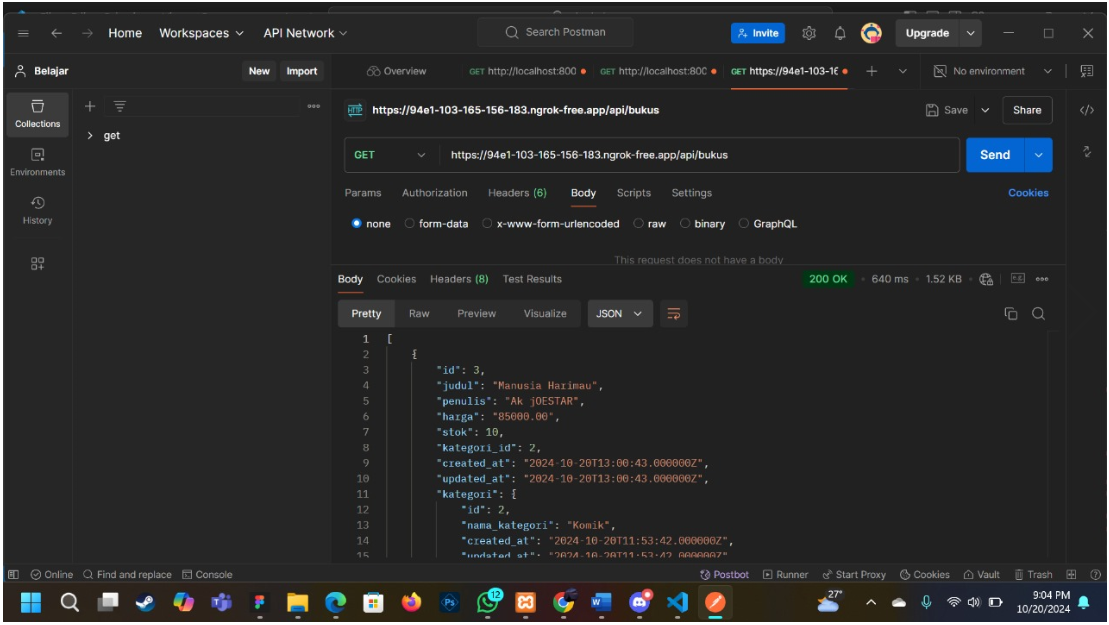 Home Workspaces API Network Search Postman Invite Upgrade
Belajar New Import Overview GET http://localhost:800 GET http://localhost:800 GET https://94e1-103-16 No environment
Collections
Environments
History
get
HTTP https://94e1-103-165-156-183.ngrok-free.app/api/bukus Save Share
GET https://94e1-103-165-156-183.ngrok-free.app/api/bukus Send
Params Authorization Headers (6) Body Scripts Settings Cookies
none form-data x-www-form-urlencoded raw binary GraphQL
This request does not have a body
Body Cookies Headers (8) Test Results 200 OK 640 ms 1.52 KB
Pretty Raw Preview Visualize JSON
1 [
2 {
3 "id": 3,
4 "judul": "Manusia Harimau",
5 "penulis": "Ak jOESTAR",
6 "harga": "85000.00",
7 "stok": 10,
8 "kategori_id": 2,
9 "created_at": "2024-10-20T13:00:43.000000Z",
10 "updated_at": "2024-10-20T13:00:43.000000Z",
11 "kategori": {
12 "id": 2,
13 "nama_kategori": "Komik",
14 "created_at": "2024-10-20T11:53:42.000000Z",
15 "updated_at": "2024-10-20T11:53:42.000000Z"
Online Find and replace Console Postbot Runner Start Proxy Cookies Vault Trash
Ps 12 W 27° 9:04 PM
10/20/2024